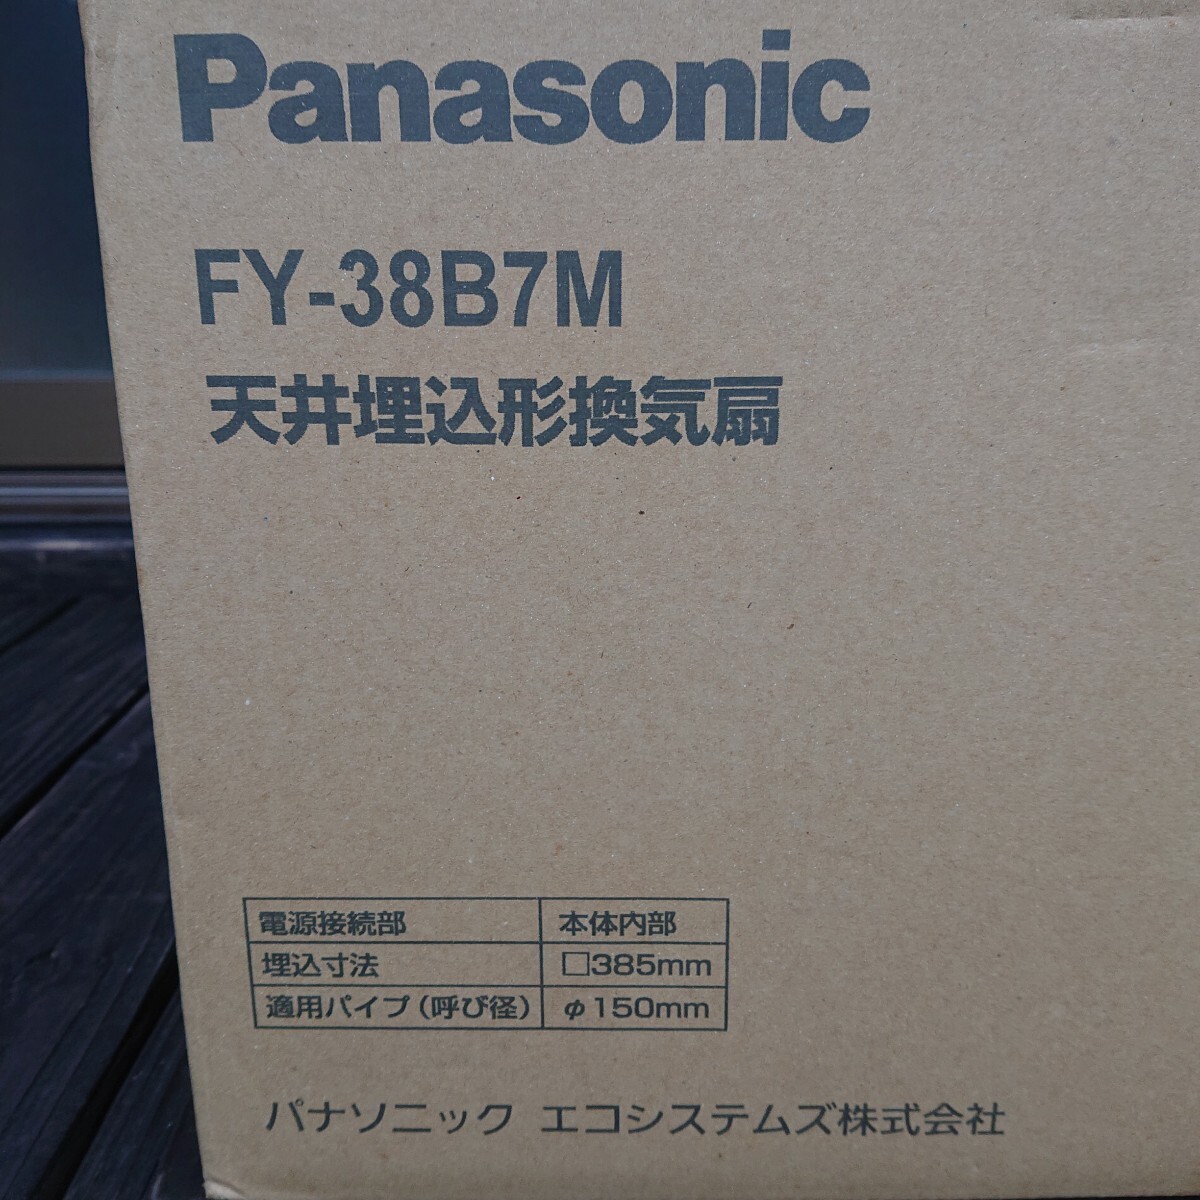 Panasonic
FY-38B7M
天井埋込形換気扇
電源接続部 本体内部
埋込寸法 □385mm
適用パイプ(呼び径) φ150mm
パナソニック エコシステムズ株式会社